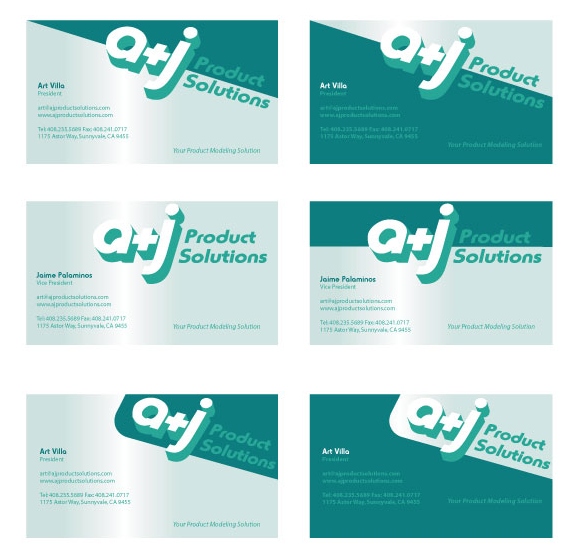 a+j
Product
Solutions
Art Villa
President
art@ajproductsolutions.com
www.ajproductsolutions.com
Tel:408.235.5689 Fax:408.241.0717
1175 Astor Way, Sunnyvale, CA 9455
Your Product Modeling Solution
a+j
Product
Solutions
Art Villa
President
art@ajproductsolutions.com
www.ajproductsolutions.com
Tel:408.235.5689 Fax:408.241.0717
1175 Astor Way, Sunnyvale, CA 9455
Your Product Modeling Solution
a+j
Product
Solutions
Jaime Palaminos
Vice President
art@ajproductsolutions.com
www.ajproductsolutions.com
Tel:408.235.5689 Fax:408.241.0717
1175 Astor Way, Sunnyvale, CA 9455
Your Product Modeling Solution
a+j
Product
Solutions
Jaime Palaminos
Vice President
art@ajproductsolutions.com
www.ajproductsolutions.com
Tel:408.235.5689 Fax:408.241.0717
1175 Astor Way, Sunnyvale, CA 9455
Your Product Modeling Solution
a+j
Product
Solutions
Art Villa
President
art@ajproductsolutions.com
www.ajproductsolutions.com
Tel:408.235.5689 Fax:408.241.0717
1175 Astor Way, Sunnyvale, CA 9455
Your Product Modeling Solution
a+j
Product
Solutions
Art Villa
President
art@ajproductsolutions.com
www.ajproductsolutions.com
Tel:408.235.5689 Fax:408.241.0717
1175 Astor Way, Sunnyvale, CA 9455
Your Product Modeling Solution